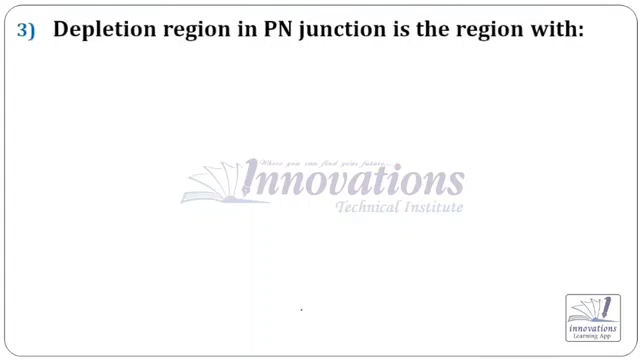 3) Depletion region in PN junction is the region with:
Where you can find your future...
Innovations
Technical Institute
innovations
Learning App